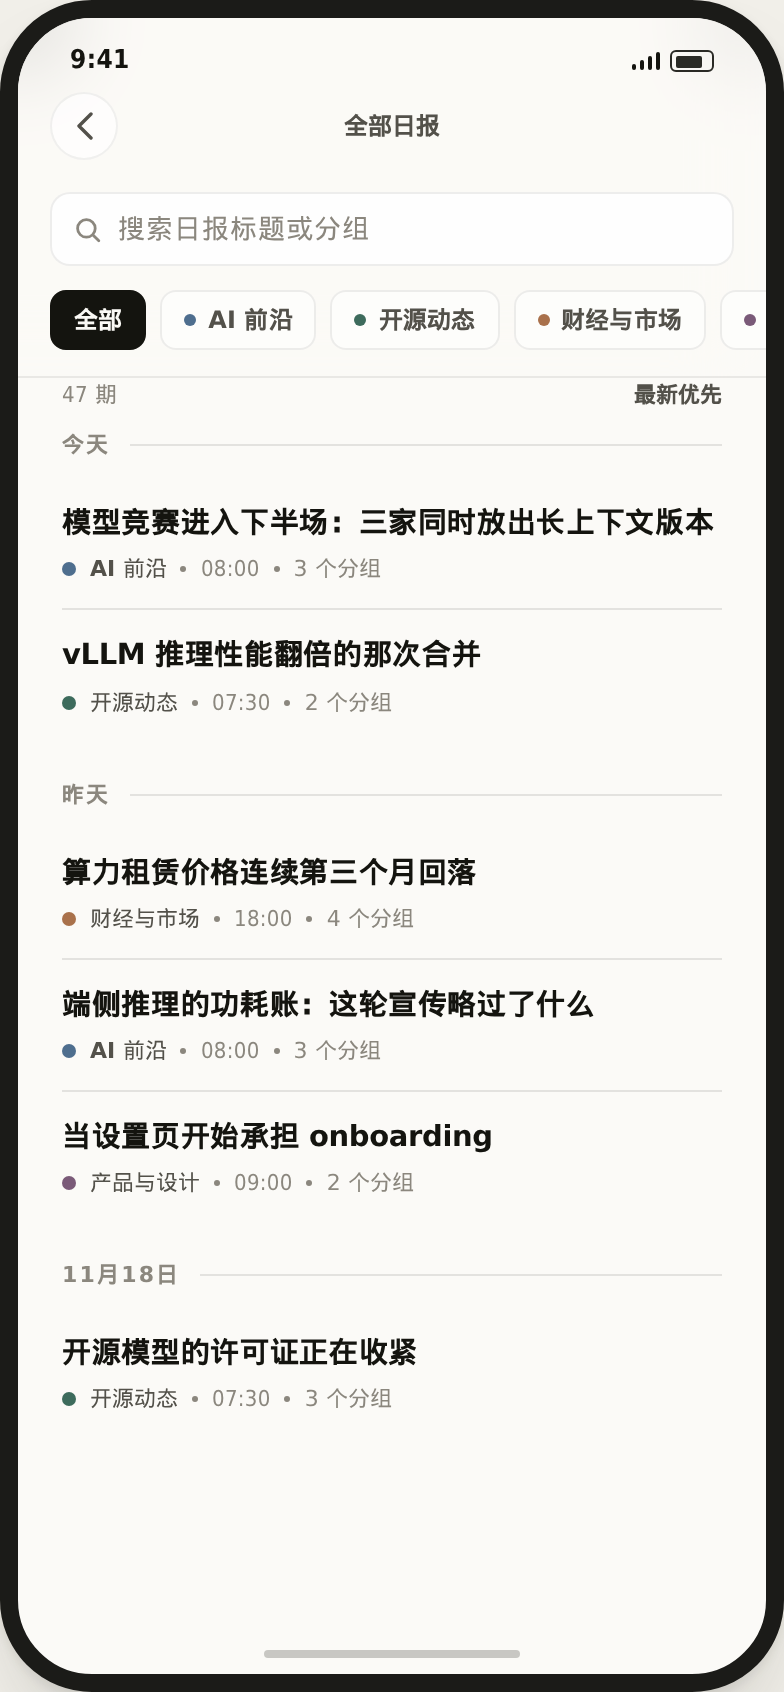 9:41
全部日报
搜索日报标题或分组
全部 AI 前沿 开源动态 财经与市场
47 期 最新优先
今天
模型竞赛进入下半场：三家同时放出长上下文版本
AI 前沿 • 08:00 • 3 个分组
vLLM 推理性能翻倍的那次合并
开源动态 • 07:30 • 2 个分组
昨天
算力租赁价格连续第三个月回落
财经与市场 • 18:00 • 4 个分组
端侧推理的功耗账：这轮宣传略过了什么
AI 前沿 • 08:00 • 3 个分组
当设置页开始承担 onboarding
产品与设计 • 09:00 • 2 个分组
11月18日
开源模型的许可证正在收紧
开源动态 • 07:30 • 3 个分组